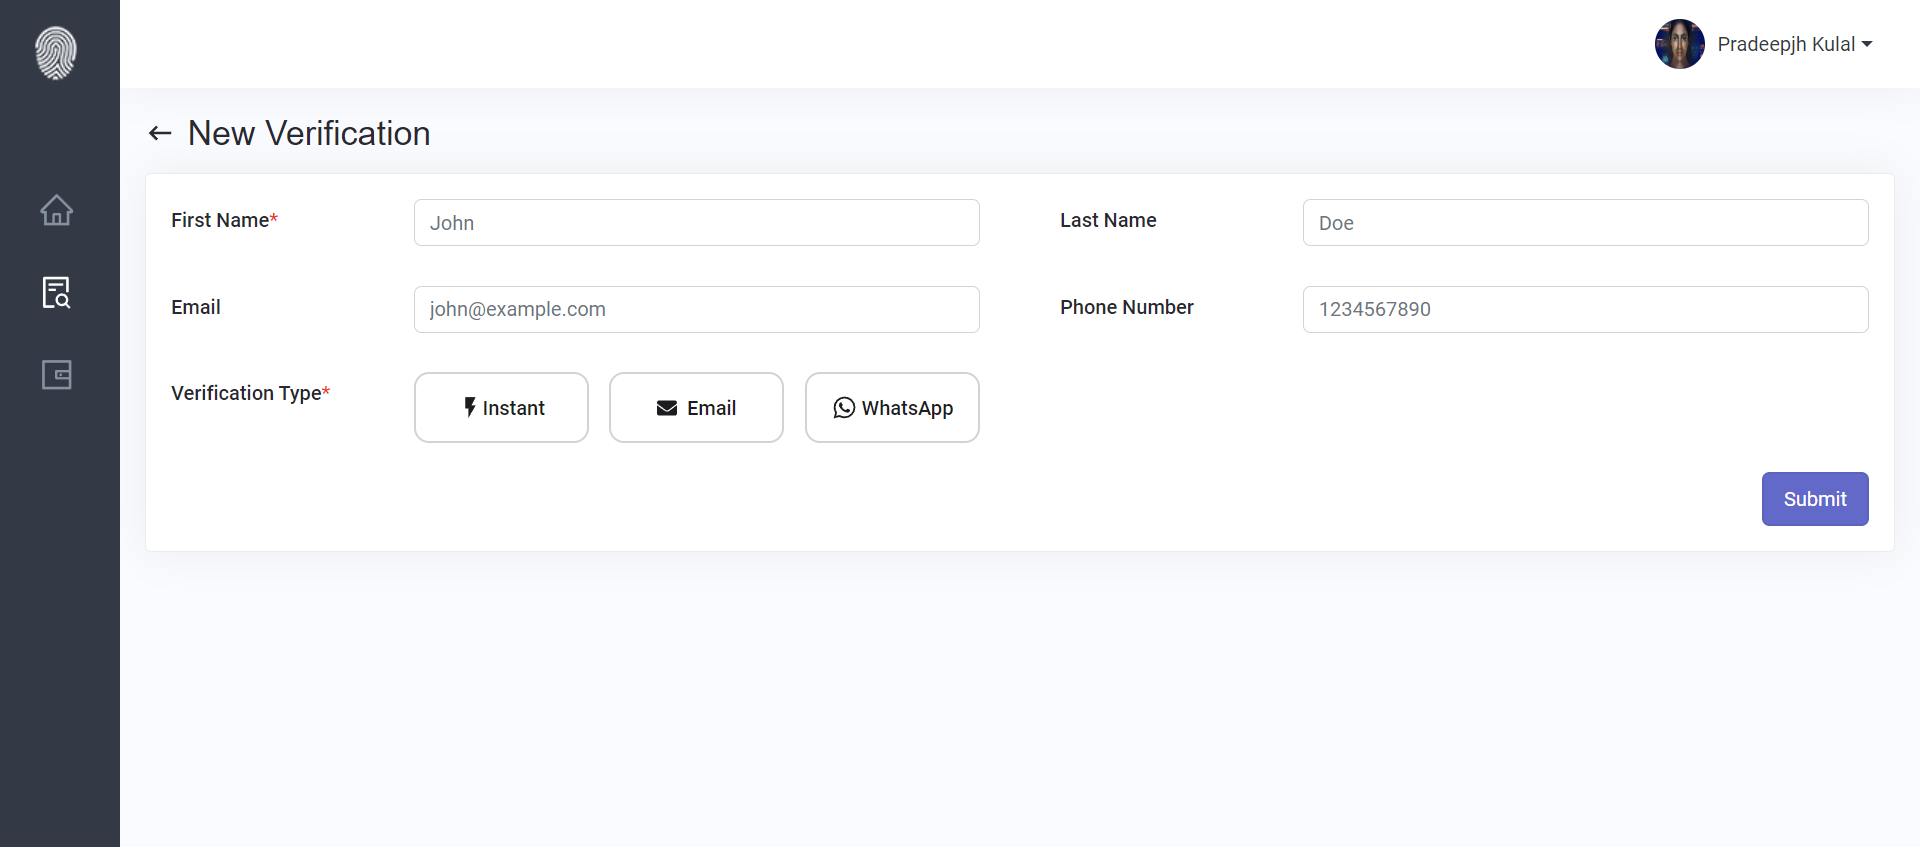 Pradeepjh Kulal
New Verification
First Name*
John
Last Name
Doe
Email
john@example.com
Phone Number
1234567890
Verification Type*
Instant
Email
WhatsApp
Submit